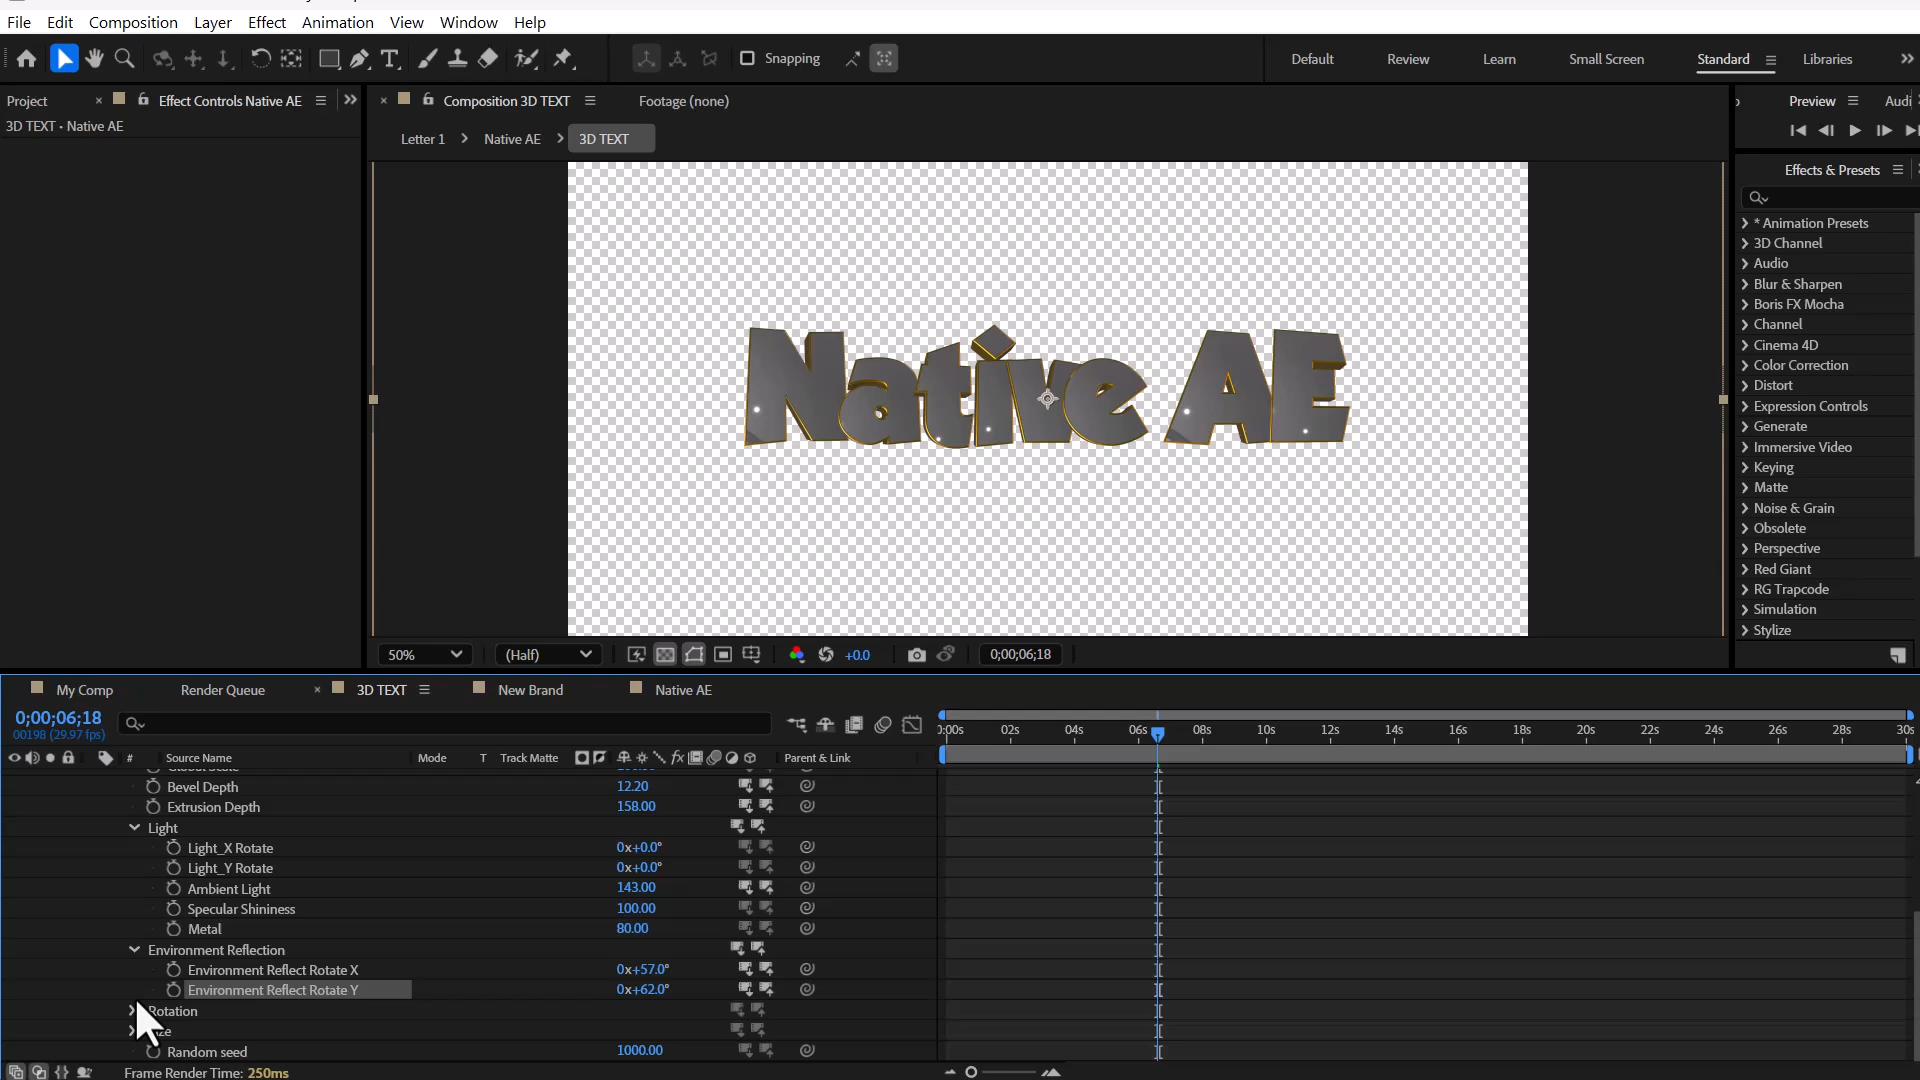 File Edit Composition Layer Effect Animation View Window Help
Snapping
Default Review Learn Small Screen Standard Libraries
Project Effect Controls Native AE
3D TEXT • Native AE
Composition 3D TEXT Footage (none)
Letter 1 Native AE 3D TEXT
Native AE
50% (Half) +0.0 0;00;06;18
Preview Audi
Effects & Presets
* Animation Presets
3D Channel
Audio
Blur & Sharpen
Boris FX Mocha
Channel
Cinema 4D
Color Correction
Distort
Expression Controls
Generate
Immersive Video
Keying
Matte
Noise & Grain
Obsolete
Perspective
Red Giant
RG Trapcode
Simulation
Stylize
My Comp Render Queue 3D TEXT New Brand Native AE
0;00;06;18
00198 (29.97 fps)
):00s 02s 04s 06s 08s 10s 12s 14s 16s 18s 20s 22s 24s 26s 28s 30s
# Source Name Mode T Track Matte Parent & Link
Bevel Depth 12.20
Extrusion Depth 158.00
Light
Light_X Rotate 0x+0.0°
Light_Y Rotate 0x+0.0°
Ambient Light 143.00
Specular Shininess 100.00
Metal 80.00
Environment Reflection
Environment Reflect Rotate X 0x+57.0°
Environment Reflect Rotate Y 0x+62.0°
Rotation
Random seed 1000.00
Frame Render Time: 250ms